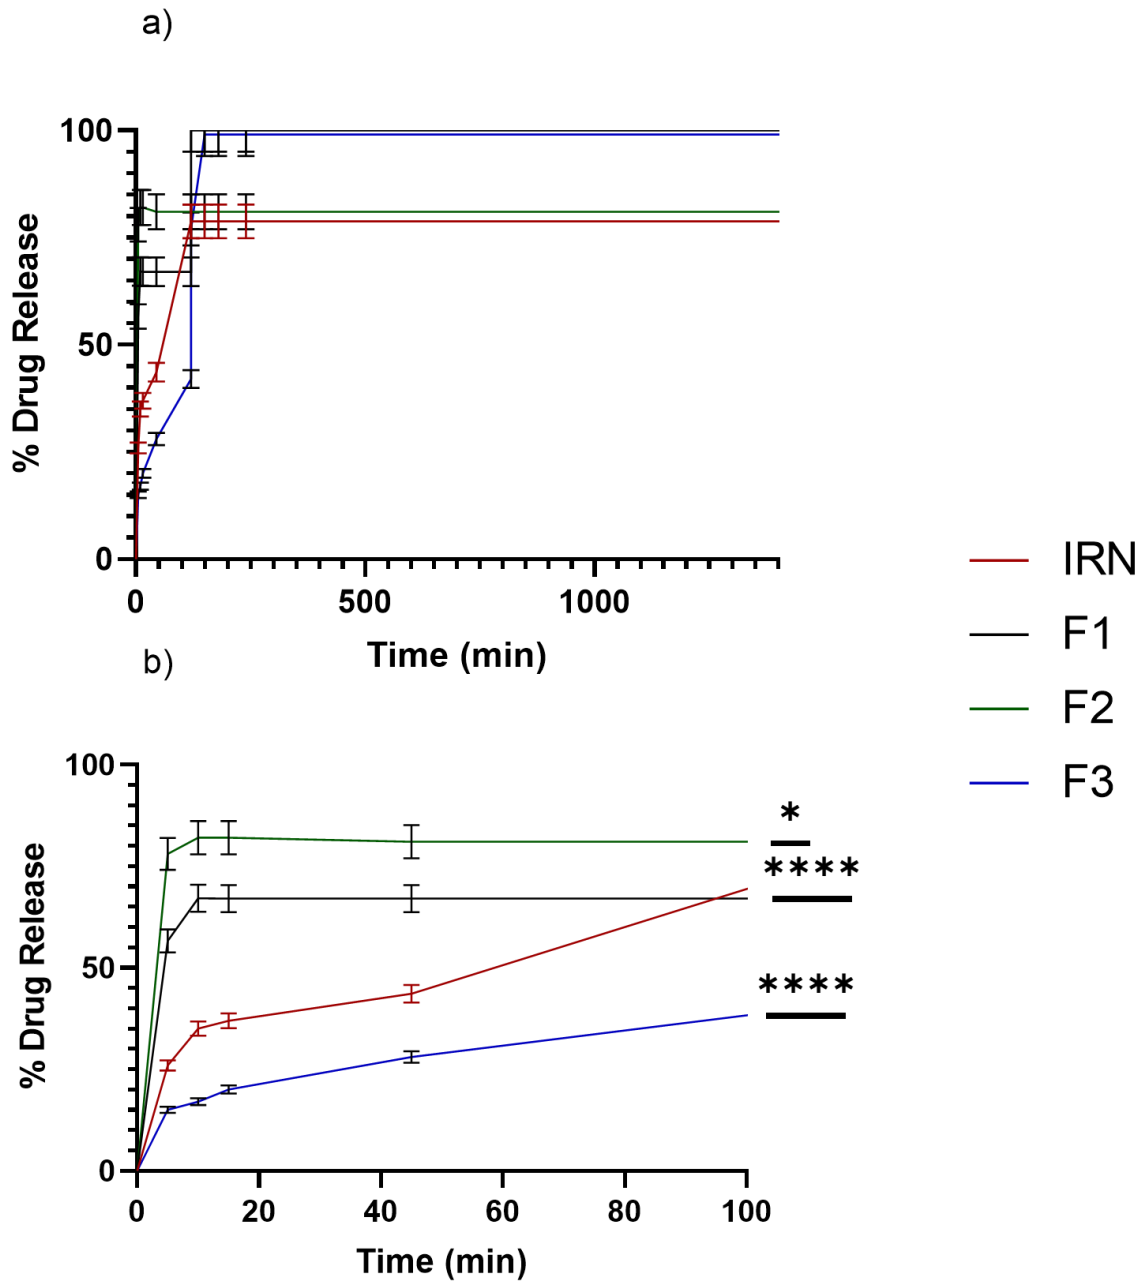 a)
100
50
0
% Drug Release
0 500 1000
Time (min)
b)
100
50
0
% Drug Release
0 20 40 60 80 100
Time (min)
*
****
****
IRN
F1
F2
F3